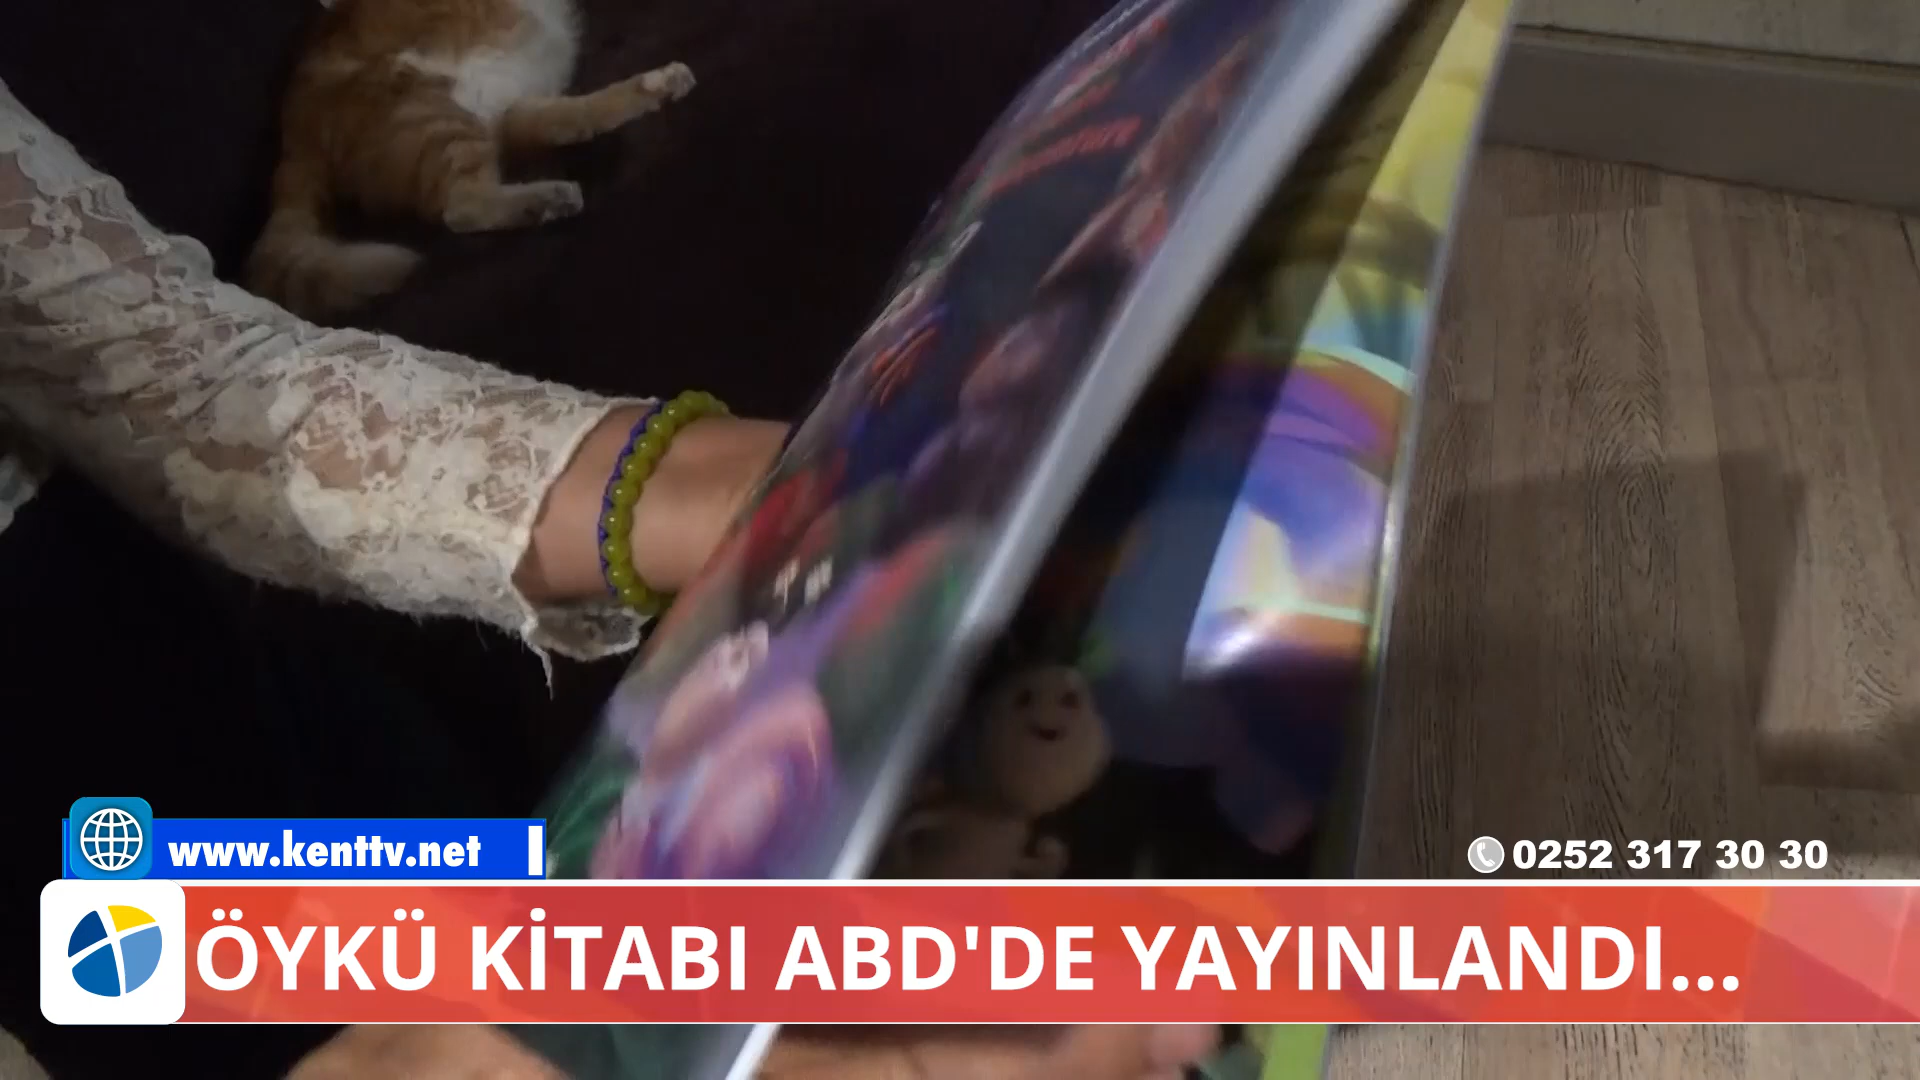 www.kenttv.net
0252 317 30 30
ÖYKÜ KİTABI ABD'DE YAYINLANDI...